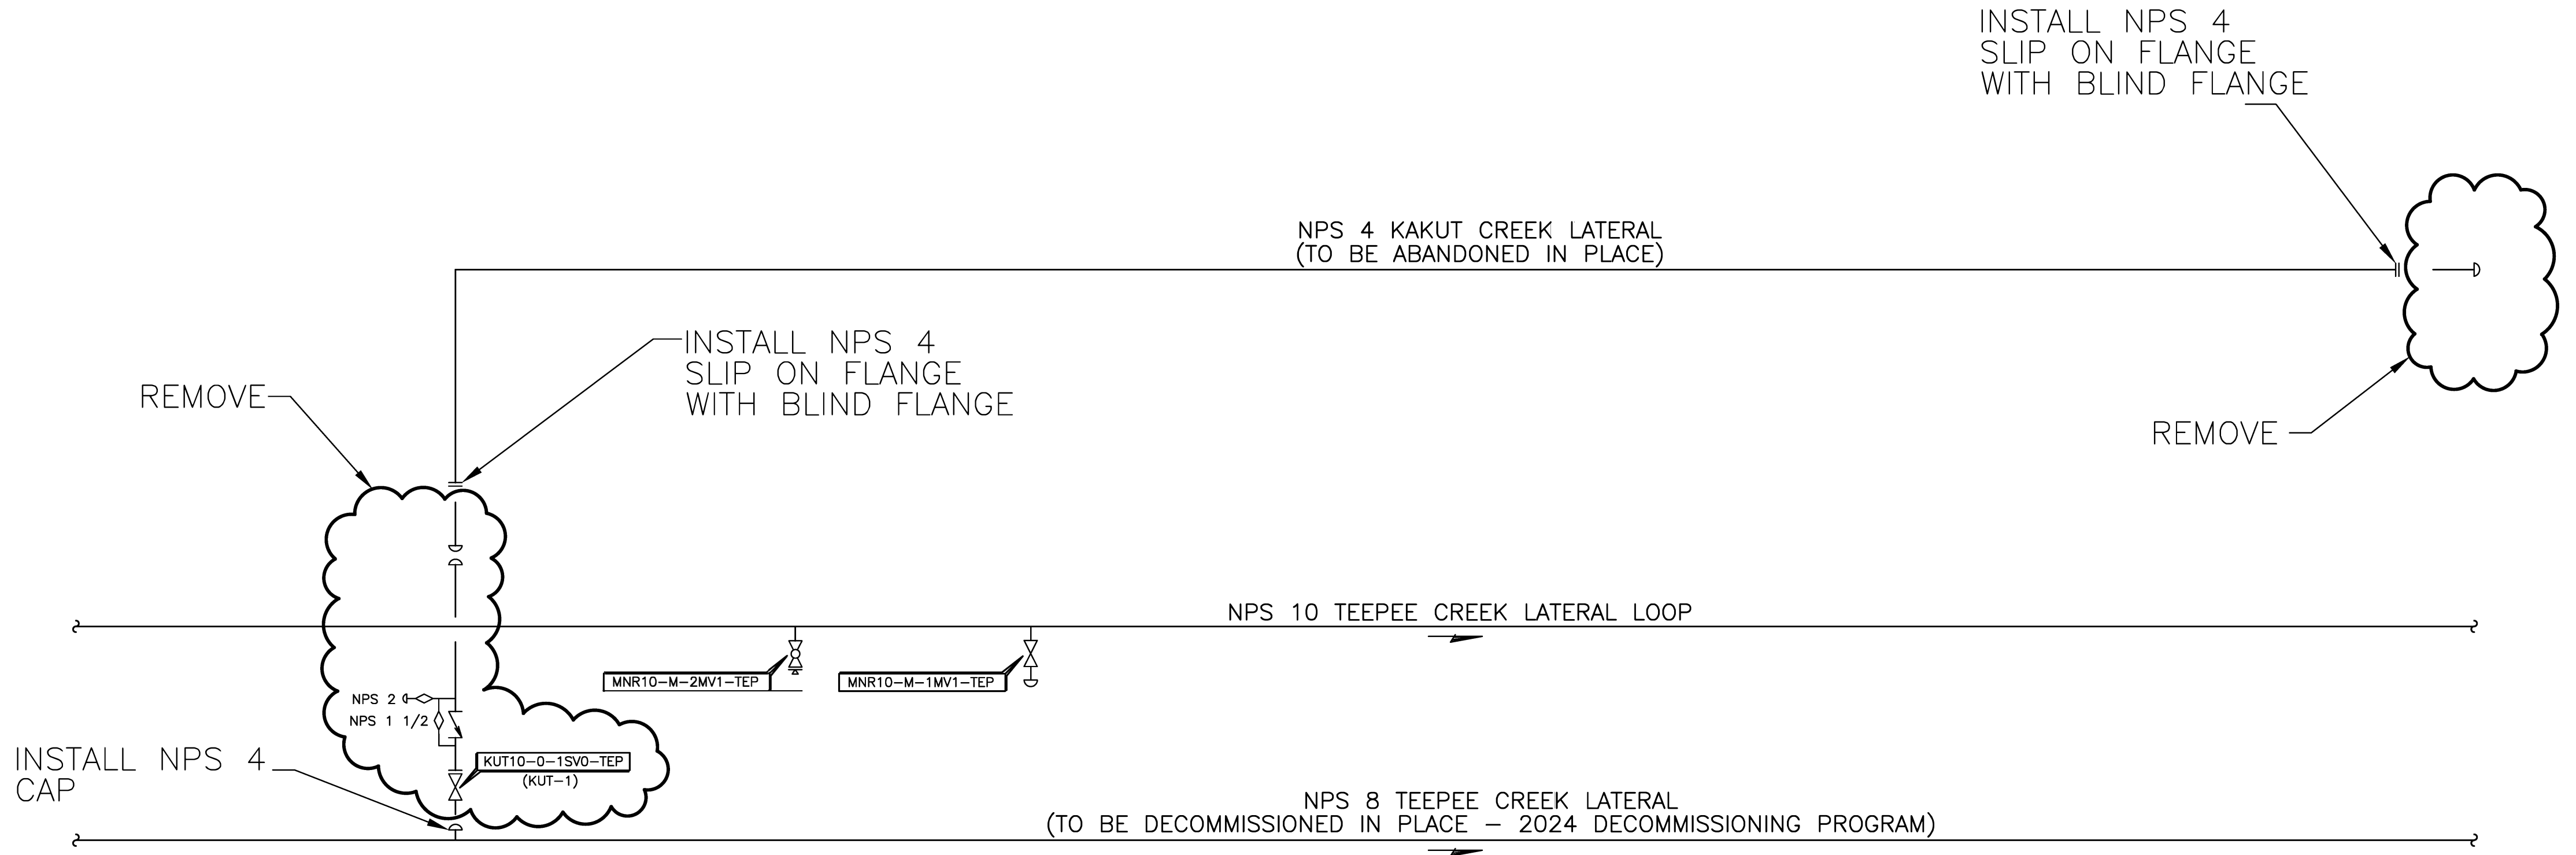 INSTALL NPS 4
SLIP ON FLANGE
WITH BLIND FLANGE
NPS 4 KAKUT CREEK LATERAL
(TO BE ABANDONED IN PLACE)
INSTALL NPS 4
SLIP ON FLANGE
WITH BLIND FLANGE
REMOVE
REMOVE
NPS 10 TEEPEE CREEK LATERAL LOOP
MNR10-M-2MV1-TEP
MNR10-M-1MV1-TEP
NPS 2
NPS 1 1/2
INSTALL NPS 4
CAP
KUT10-0-1SV0-TEP
(KUT-1)
NPS 8 TEEPEE CREEK LATERAL
(TO BE DECOMMISSIONED IN PLACE - 2024 DECOMMISSIONING PROGRAM)